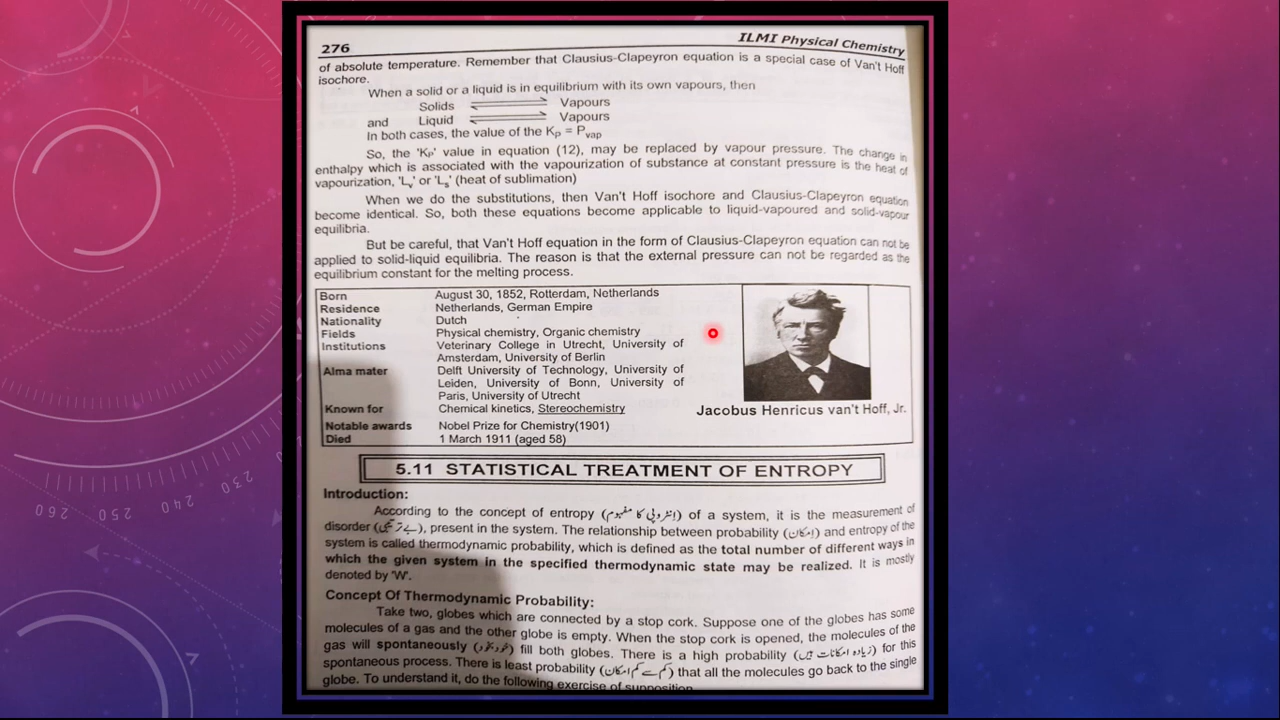 276
ILMI Physical Chemistry
of absolute temperature. Remember that Clausius-Clapeyron equation is a special case of Van't Hoff
isochore.
When a solid or a liquid is in equilibrium with its own vapours, then
Solids ⇌ Vapours
and Liquid ⇌ Vapours
In both cases, the value of the Kₚ = Pvap
So, the 'Kₚ' value in equation (12), may be replaced by vapour pressure. The change in
enthalpy which is associated with the vapourization of substance at constant pressure is the heat of
vapourization, 'Lv' or 'Ls' (heat of sublimation)
When we do the substitutions, then Van't Hoff isochore and Clausius-Clapeyron equation
become identical. So, both these equations become applicable to liquid-vapoured and solid-vapour
equilibria.
But be careful, that Van't Hoff equation in the form of Clausius-Clapeyron equation can not be
applied to solid-liquid equilibria. The reason is that the external pressure can not be regarded as the
equilibrium constant for the melting process.
Born August 30, 1852, Rotterdam, Netherlands
Residence Netherlands, German Empire
Nationality Dutch
Fields Physical chemistry, Organic chemistry
Institutions Veterinary College in Utrecht, University of
Amsterdam, University of Berlin
Alma mater Delft University of Technology, University of
Leiden, University of Bonn, University of
Paris, University of Utrecht
Known for Chemical kinetics, Stereochemistry
Notable awards Nobel Prize for Chemistry(1901)
Died 1 March 1911 (aged 58)
Jacobus Henricus van't Hoff, Jr.
5.11 STATISTICAL TREATMENT OF ENTROPY
Introduction:
According to the concept of entropy (انٹروپی کا مفہوم) of a system, it is the measurement of
disorder (بے ترتیبی), present in the system. The relationship between probability (امکان) and entropy of the
system is called thermodynamic probability, which is defined as the total number of different ways in
which the given system in the specified thermodynamic state may be realized. It is mostly
denoted by 'W'.
Concept Of Thermodynamic Probability:
Take two, globes which are connected by a stop cork. Suppose one of the globes has some
molecules of a gas and the other globe is empty. When the stop cork is opened, the molecules of the
gas will spontaneously (خود بخود) fill both globes. There is a high probability (زیادہ امکانات ہیں) for this
spontaneous process. There is least probability (کم سے کم امکان) that all the molecules go back to the single
globe. To understand it, do the following exercise of supposition
260 250 240 230